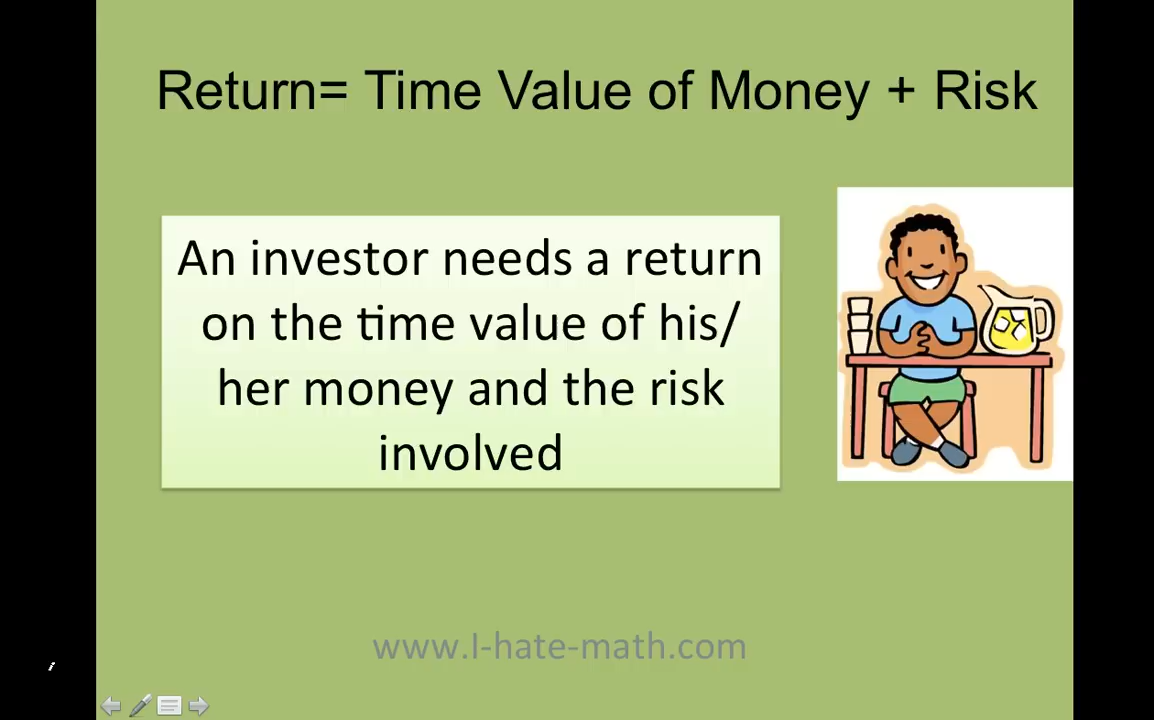 Return= Time Value of Money + Risk
An investor needs a return
on the time value of his/
her money and the risk
involved
www.I-hate-math.com